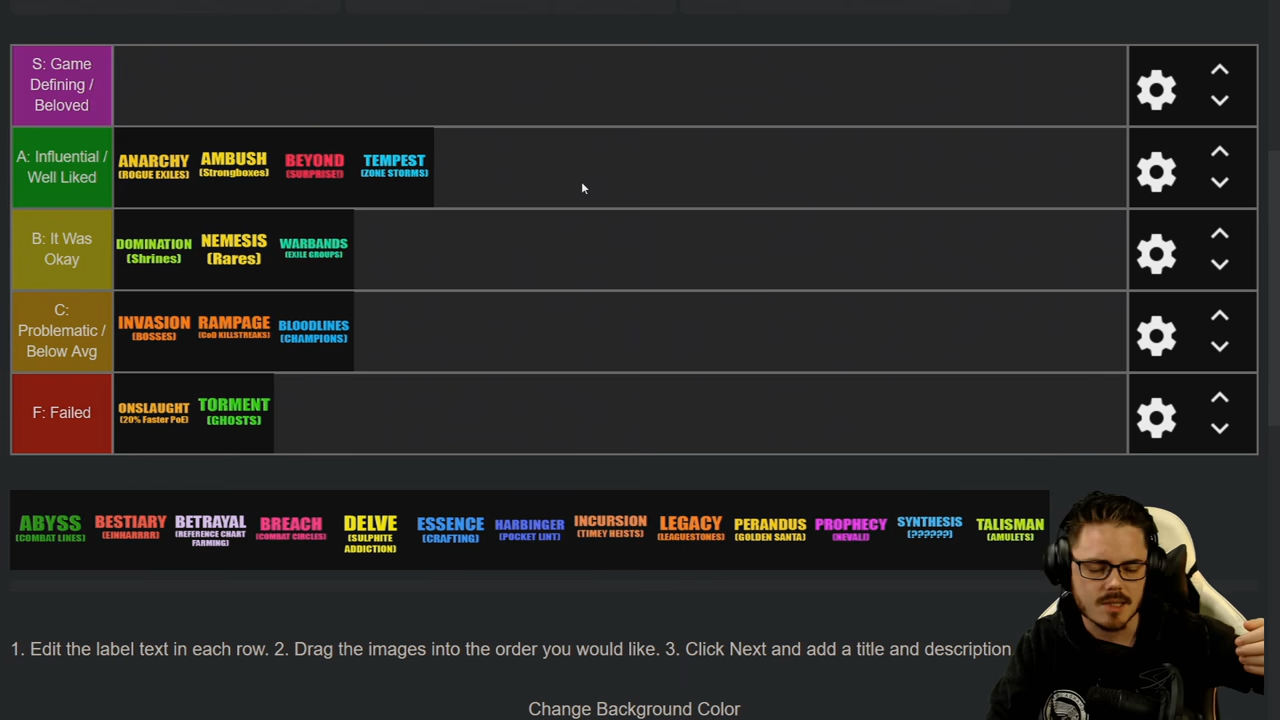 S: Game
Defining /
Beloved
A: Influential /
Well Liked
ANARCHY
(ROGUE EXILES)
AMBUSH
(Strongboxes)
BEYOND
(SURPRISE!)
TEMPEST
(ZONE STORMS)
B: It Was
Okay
DOMINATION
(Shrines)
NEMESIS
(Rares)
WARBANDS
(EXILE GROUPS)
C:
Problematic /
Below Avg
INVASION
(BOSSES)
RAMPAGE
(CoD KILLSTREAKS)
BLOODLINES
(CHAMPIONS)
F: Failed
ONSLAUGHT
(20% Faster PoE)
TORMENT
(GHOSTS)
ABYSS
(COMBAT LINES)
BESTIARY
(EINHARRRR)
BETRAYAL
(REFERENCE CHART
FARMING)
BREACH
(COMBAT CIRCLES)
DELVE
(SULPHITE
ADDICTION)
ESSENCE
(CRAFTING)
HARBINGER
(POCKET LINT)
INCURSION
(TIMEY HEISTS)
LEGACY
(LEAGUESTONES)
PERANDUS
(GOLDEN SANTA)
PROPHECY
(NEVALI)
SYNTHESIS
(??????)
TALISMAN
(AMULETS)
1. Edit the label text in each row. 2. Drag the images into the order you would like. 3. Click Next and add a title and description
Change Background Color